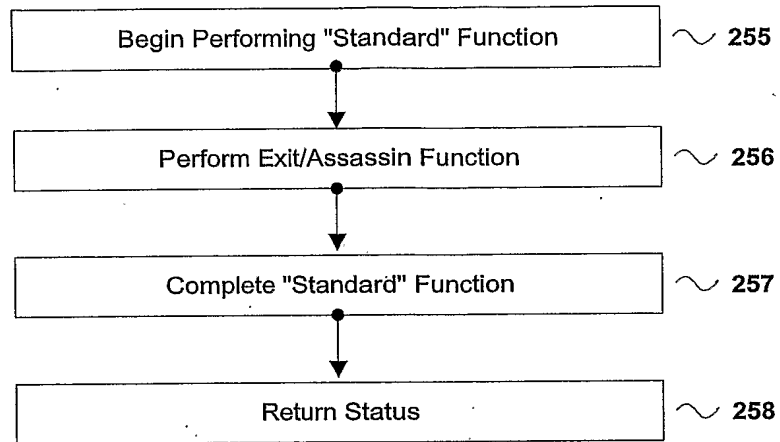 Begin Performing "Standard" Function 255
Perform Exit/Assassin Function 256
Complete "Standard" Function 257
Return Status 258